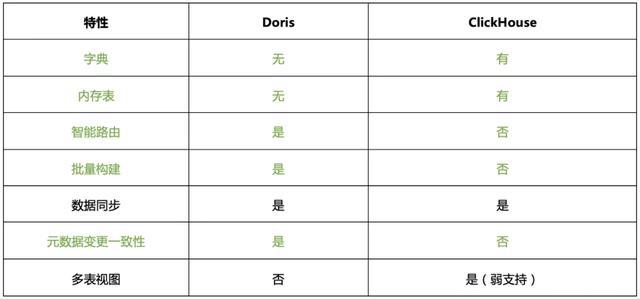 特性 Doris ClickHouse
字典 无 有
内存表 无 有
智能路由 是 否
批量构建 是 否
数据同步 是 是
元数据变更一致性 是 否
多表视图 否 是（弱支持）